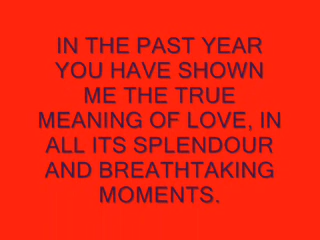 IN THE PAST YEAR
YOU HAVE SHOWN
ME THE TRUE
MEANING OF LOVE, IN
ALL ITS SPLENDOUR
AND BREATHTAKING
MOMENTS.